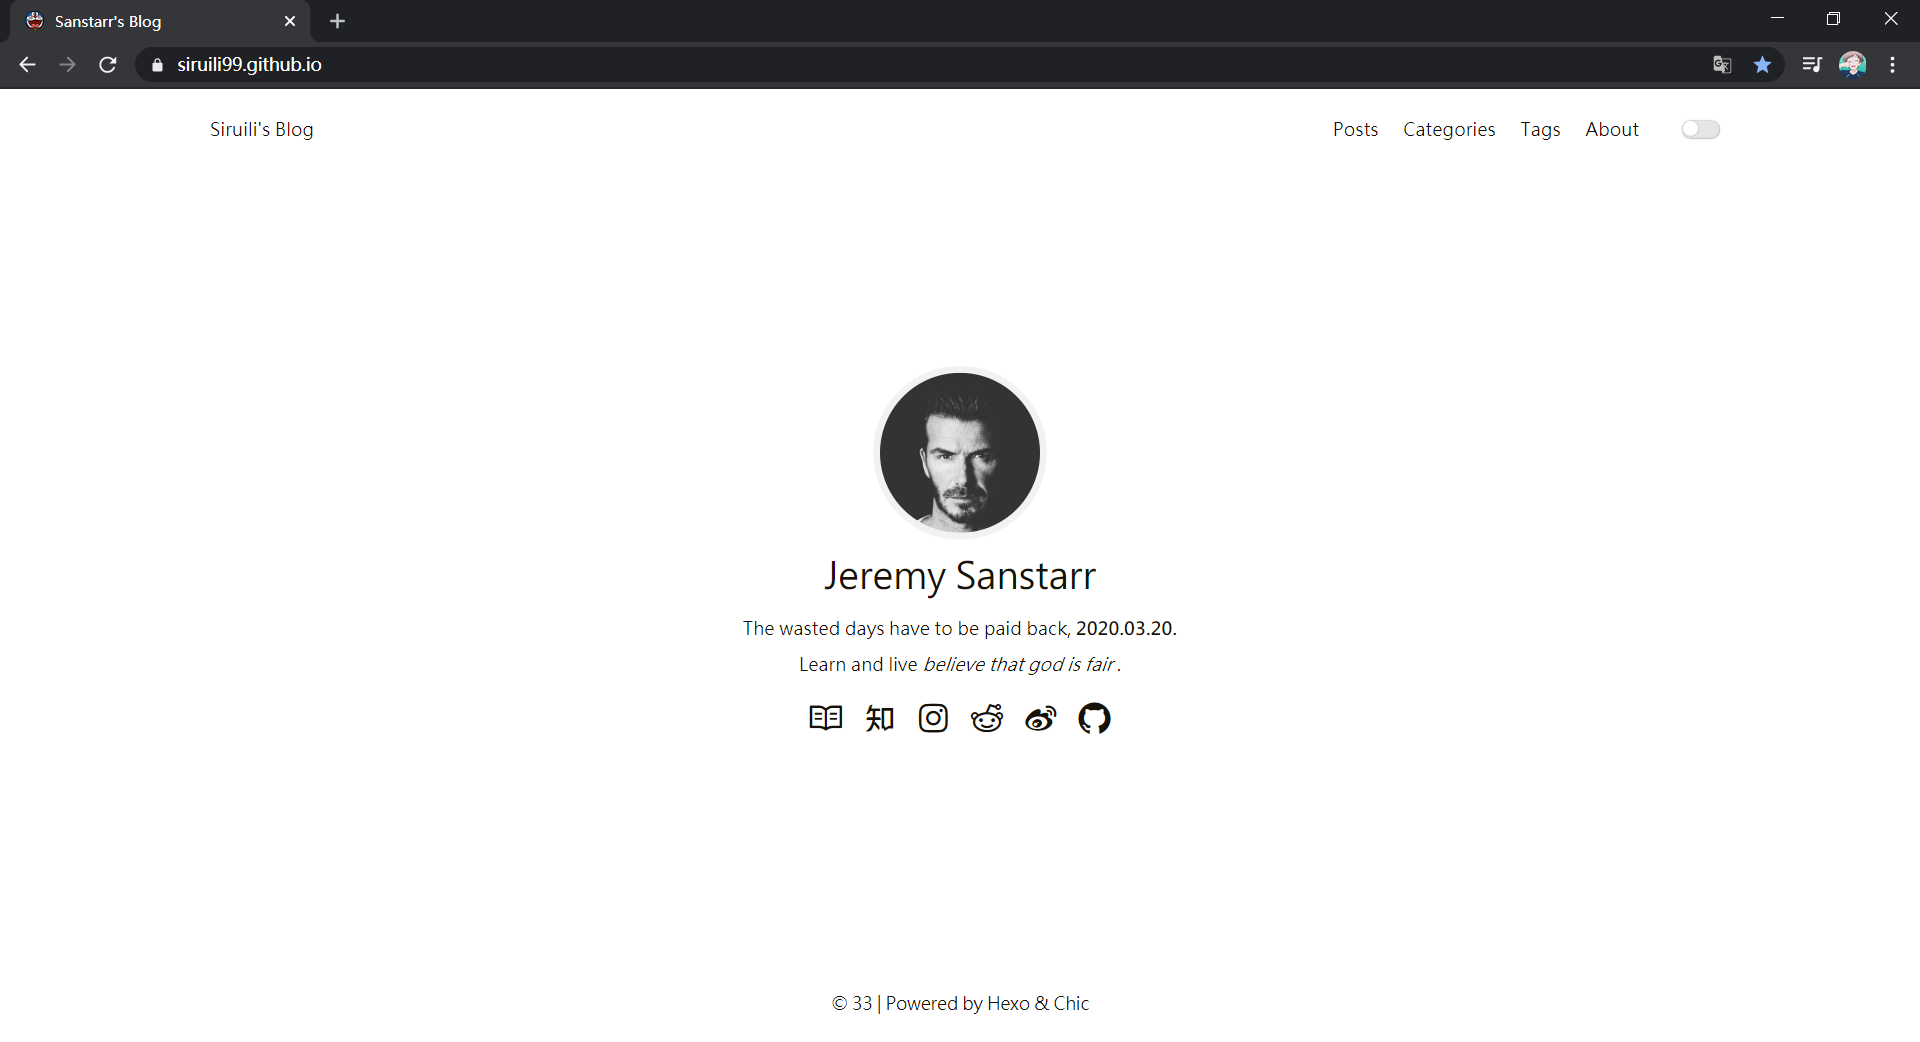 Sanstarr's Blog
siruili99.github.io
Siruili's Blog
Posts Categories Tags About
Jeremy Sanstarr
The wasted days have to be paid back, 2020.03.20.
Learn and live believe that god is fair .
知
© 33 | Powered by Hexo & Chic